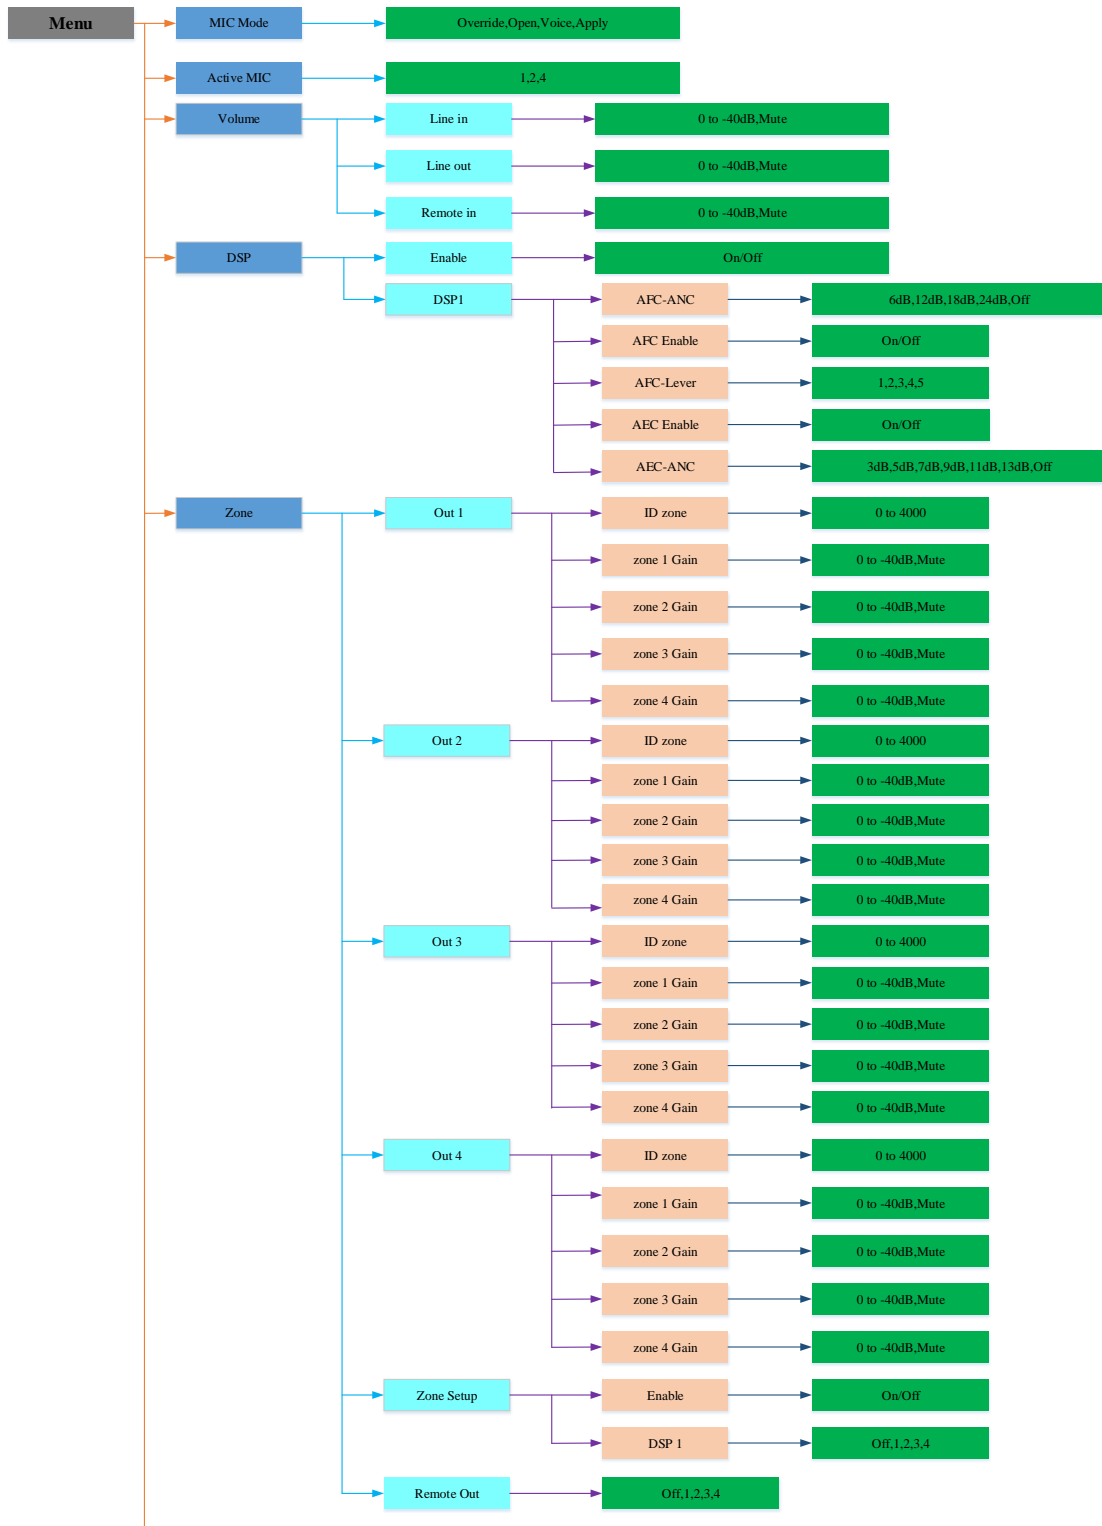 Menu
MIC Mode
Override,Open,Voice,Apply
Active MIC
1,2,4
Volume
Line in
0 to -40dB,Mute
Line out
0 to -40dB,Mute
Remote in
0 to -40dB,Mute
DSP
Enable
On/Off
DSP1
AFC-ANC
6dB,12dB,18dB,24dB,Off
AFC Enable
On/Off
AFC-Lever
1,2,3,4,5
AEC Enable
On/Off
AEC-ANC
3dB,5dB,7dB,9dB,11dB,13dB,Off
Zone
Out 1
ID zone
0 to 4000
zone 1 Gain
0 to -40dB,Mute
zone 2 Gain
0 to -40dB,Mute
zone 3 Gain
0 to -40dB,Mute
zone 4 Gain
0 to -40dB,Mute
Out 2
ID zone
0 to 4000
zone 1 Gain
0 to -40dB,Mute
zone 2 Gain
0 to -40dB,Mute
zone 3 Gain
0 to -40dB,Mute
zone 4 Gain
0 to -40dB,Mute
Out 3
ID zone
0 to 4000
zone 1 Gain
0 to -40dB,Mute
zone 2 Gain
0 to -40dB,Mute
zone 3 Gain
0 to -40dB,Mute
zone 4 Gain
0 to -40dB,Mute
Out 4
ID zone
0 to 4000
zone 1 Gain
0 to -40dB,Mute
zone 2 Gain
0 to -40dB,Mute
zone 3 Gain
0 to -40dB,Mute
zone 4 Gain
0 to -40dB,Mute
Zone Setup
Enable
On/Off
DSP 1
Off,1,2,3,4
Remote Out
Off,1,2,3,4